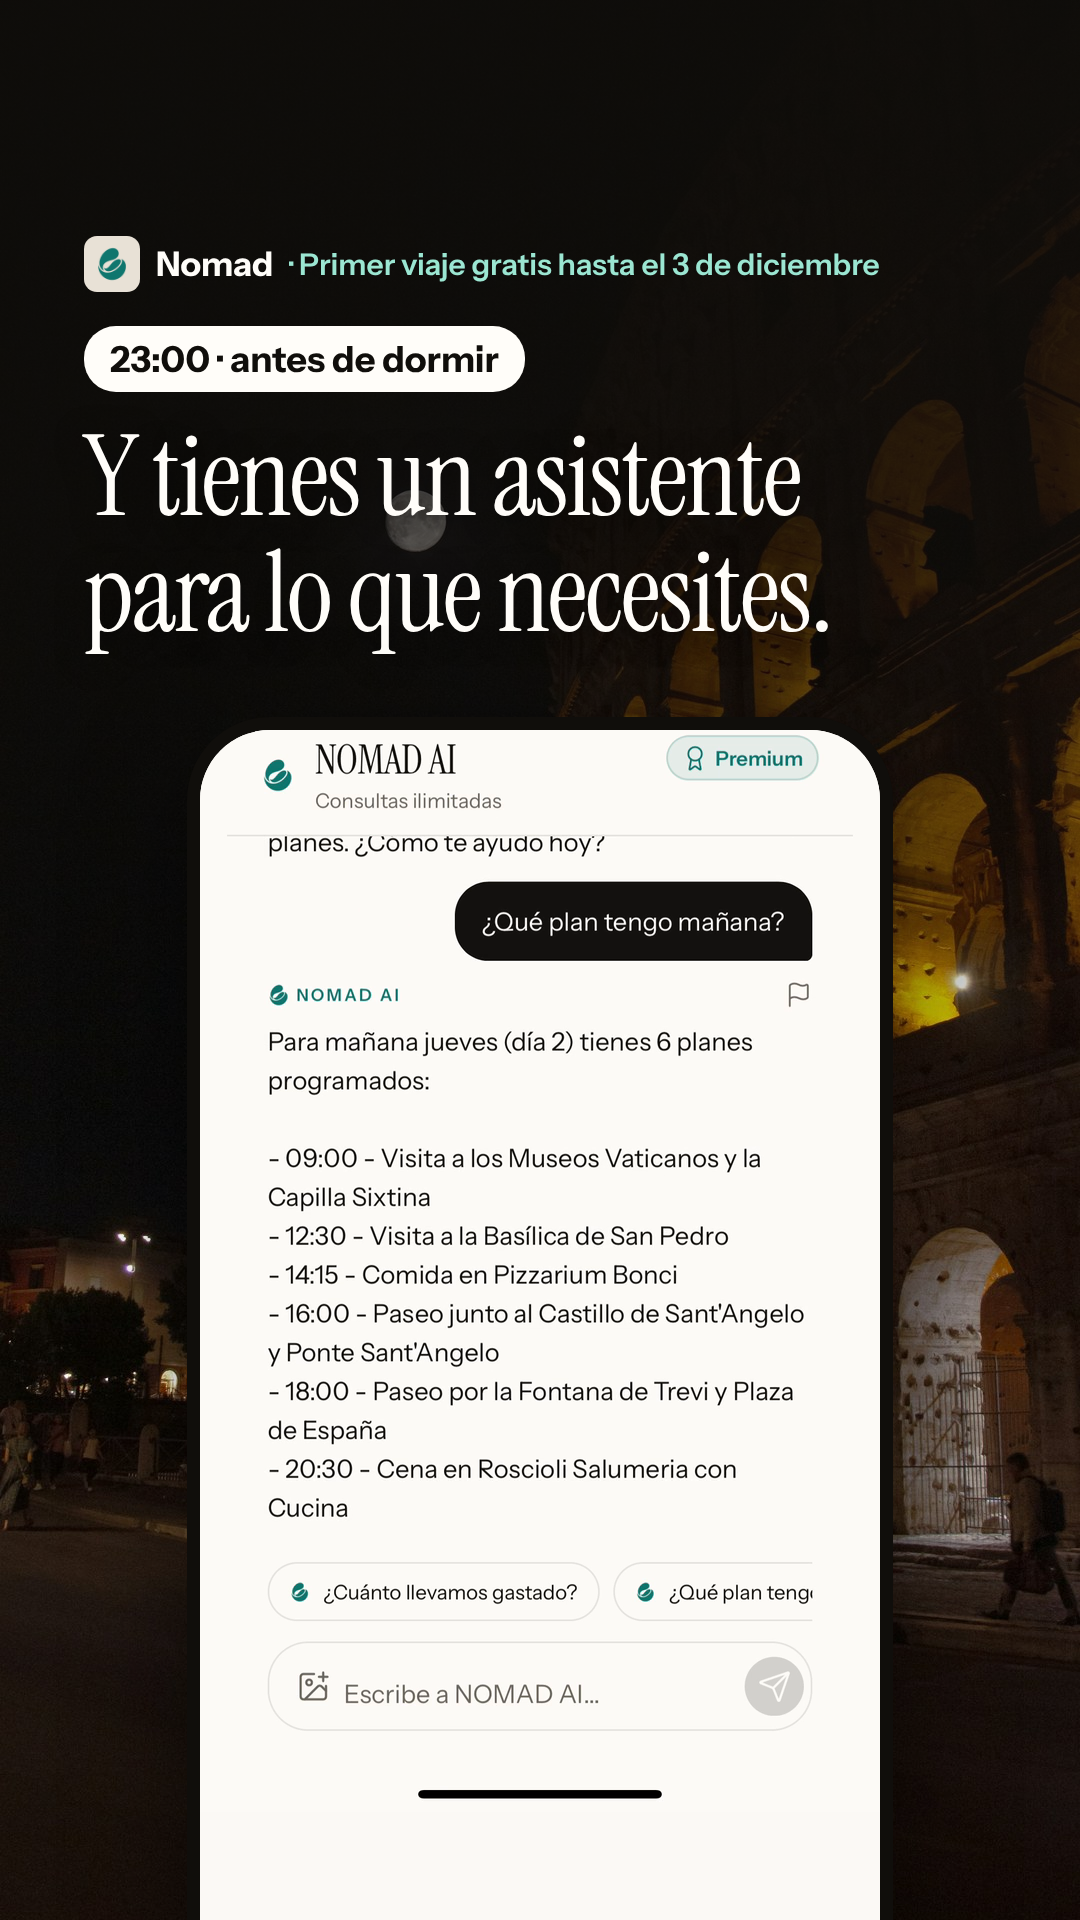 Nomad · Primer viaje gratis hasta el 3 de diciembre
23:00 · antes de dormir
Y tienes un asistente
para lo que necesites.
NOMAD AI
Premium
Consultas ilimitadas
planes. ¿Cómo te ayudo hoy?
¿Qué plan tengo mañana?
NOMAD AI
Para mañana jueves (día 2) tienes 6 planes
programados:
- 09:00 - Visita a los Museos Vaticanos y la
Capilla Sixtina
- 12:30 - Visita a la Basílica de San Pedro
- 14:15 - Comida en Pizzarium Bonci
- 16:00 - Paseo junto al Castillo de Sant'Angelo
y Ponte Sant'Angelo
- 18:00 - Paseo por la Fontana de Trevi y Plaza
de España
- 20:30 - Cena en Roscioli Salumeria con
Cucina
¿Cuánto llevamos gastado?
¿Qué plan teng
Escribe a NOMAD AI...